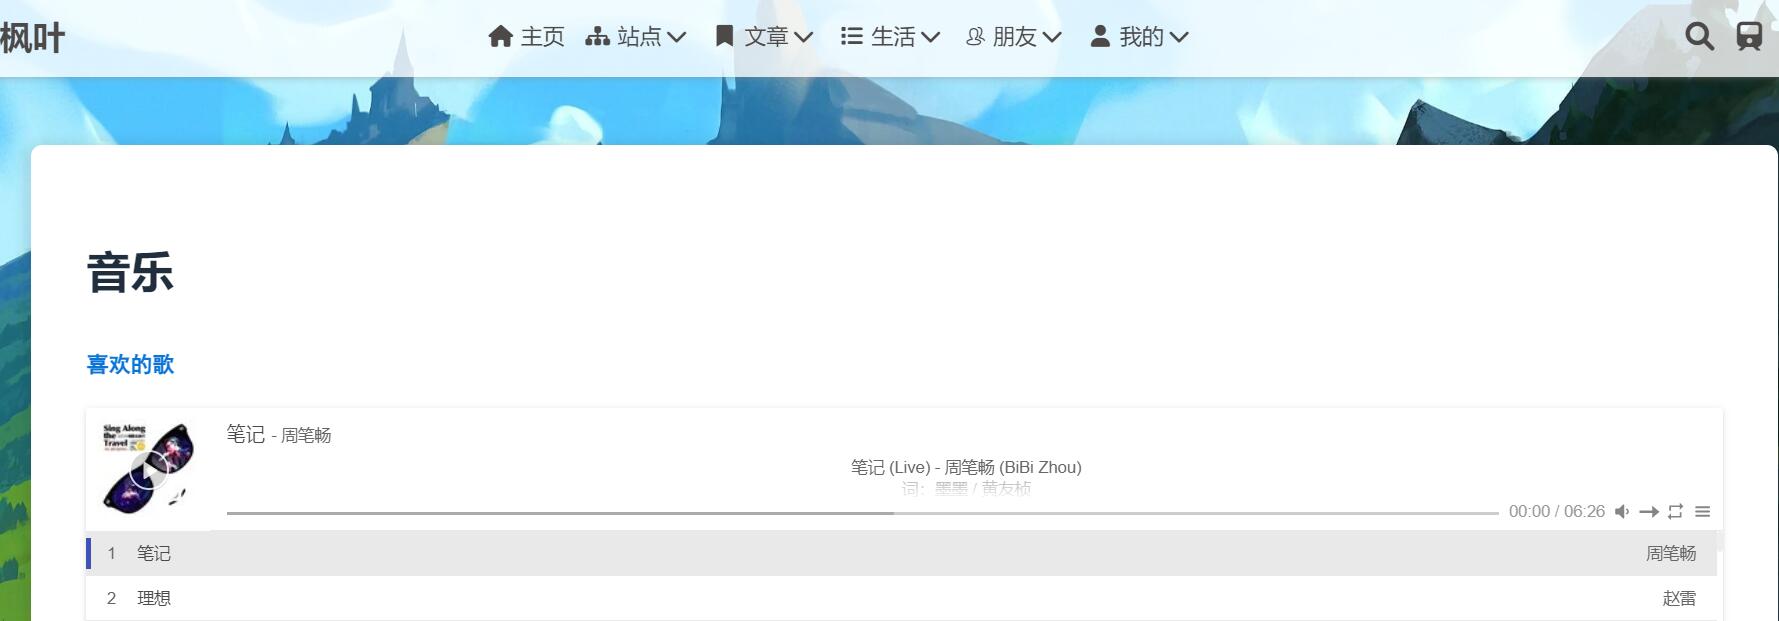 枫叶 主页 站点 文章 生活 朋友 我的
音乐
喜欢的歌
Sing Along
the
Travel
笔记 - 周笔畅
笔记 (Live) - 周笔畅 (BiBi Zhou)
词：墨墨 / 黄友桢
00:00 / 06:26
1 笔记 周笔畅
2 理想 赵雷